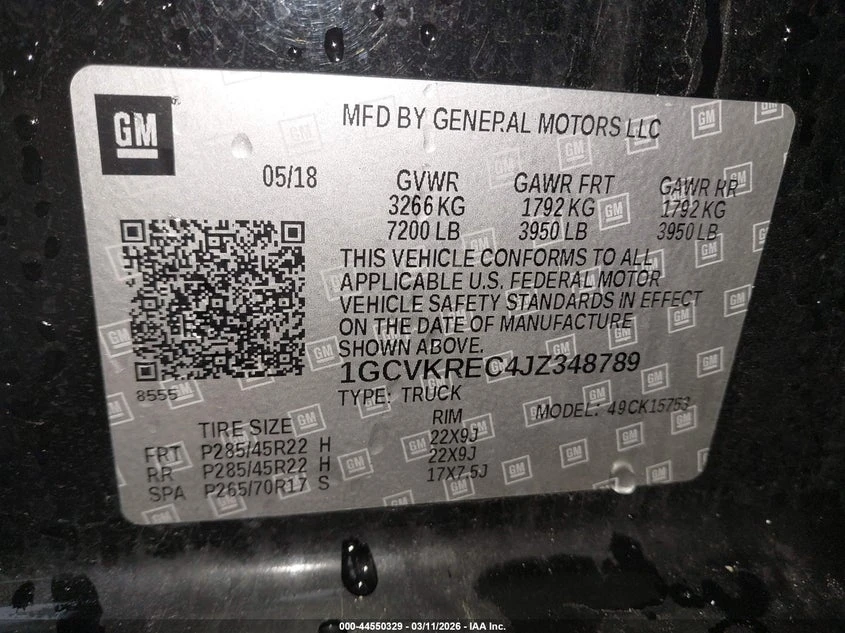 GM
MFD BY GENERAL MOTORS LLC
05/18
GVWR GAWR FRT GAWR RR
3266 KG 1792 KG 1792 KG
7200 LB 3950 LB 3950 LB
THIS VEHICLE CONFORMS TO ALL
APPLICABLE U.S. FEDERAL MOTOR
VEHICLE SAFETY STANDARDS IN EFFECT
ON THE DATE OF MANUFACTURE
SHOWN ABOVE.
1GCVKREC4JZ348789
8555
TYPE: TRUCK
MODEL: 49CK15753
TIRE SIZE RIM
FRT P285/45R22 H 22X9J
RR P285/45R22 H 22X9J
SPA P265/70R17 S 17X7.5J
000-44550329 - 03/11/2026 - IAA Inc.